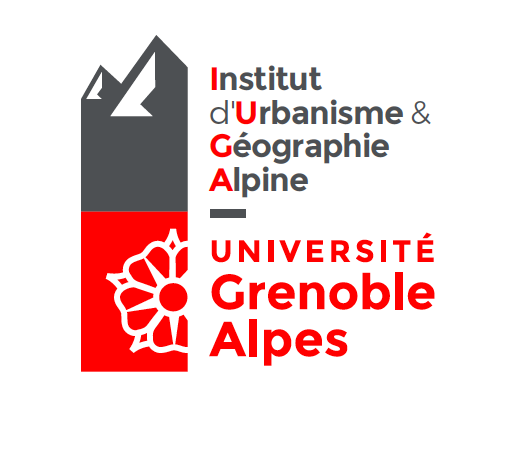 Institut
d'Urbanisme &
Géographie
Alpine
UNIVERSITÉ
Grenoble
Alpes